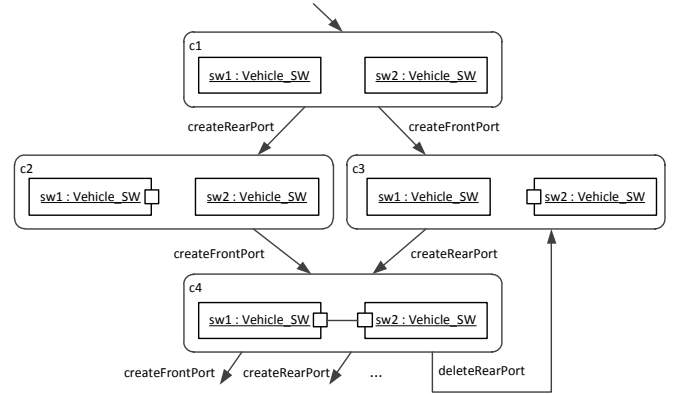 c1
sw1 : Vehicle_SW
sw2 : Vehicle_SW
createRearPort
createFrontPort
c2
sw1 : Vehicle_SW
sw2 : Vehicle_SW
c3
sw1 : Vehicle_SW
sw2 : Vehicle_SW
createFrontPort
createRearPort
c4
sw1 : Vehicle_SW
sw2 : Vehicle_SW
createFrontPort
createRearPort
...
deleteRearPort